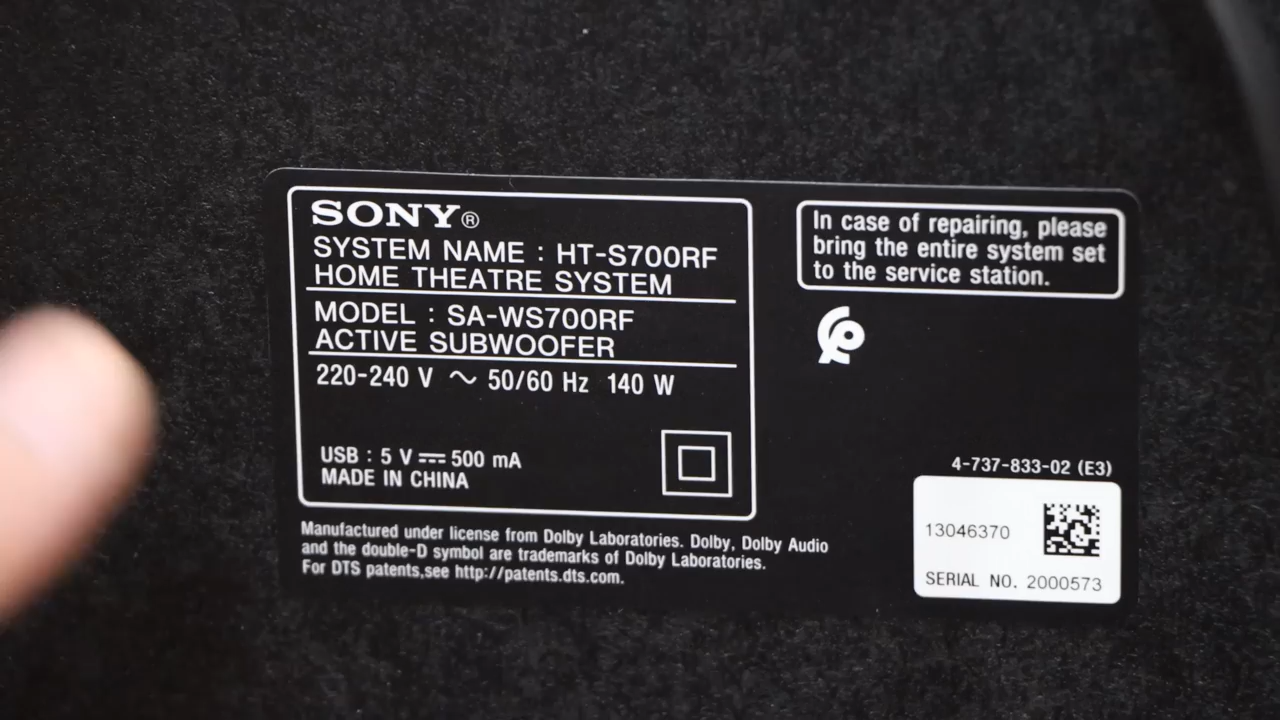 SONY®
SYSTEM NAME : HT-S700RF
HOME THEATRE SYSTEM
MODEL : SA-WS700RF
ACTIVE SUBWOOFER
220-240 V ～ 50/60 Hz 140 W
USB : 5 V ⎓ 500 mA
MADE IN CHINA
Manufactured under license from Dolby Laboratories. Dolby, Dolby Audio
and the double-D symbol are trademarks of Dolby Laboratories.
For DTS patents,see http://patents.dts.com.
In case of repairing, please
bring the entire system set
to the service station.
4-737-833-02 (E3)
13046370
SERIAL NO. 2000573